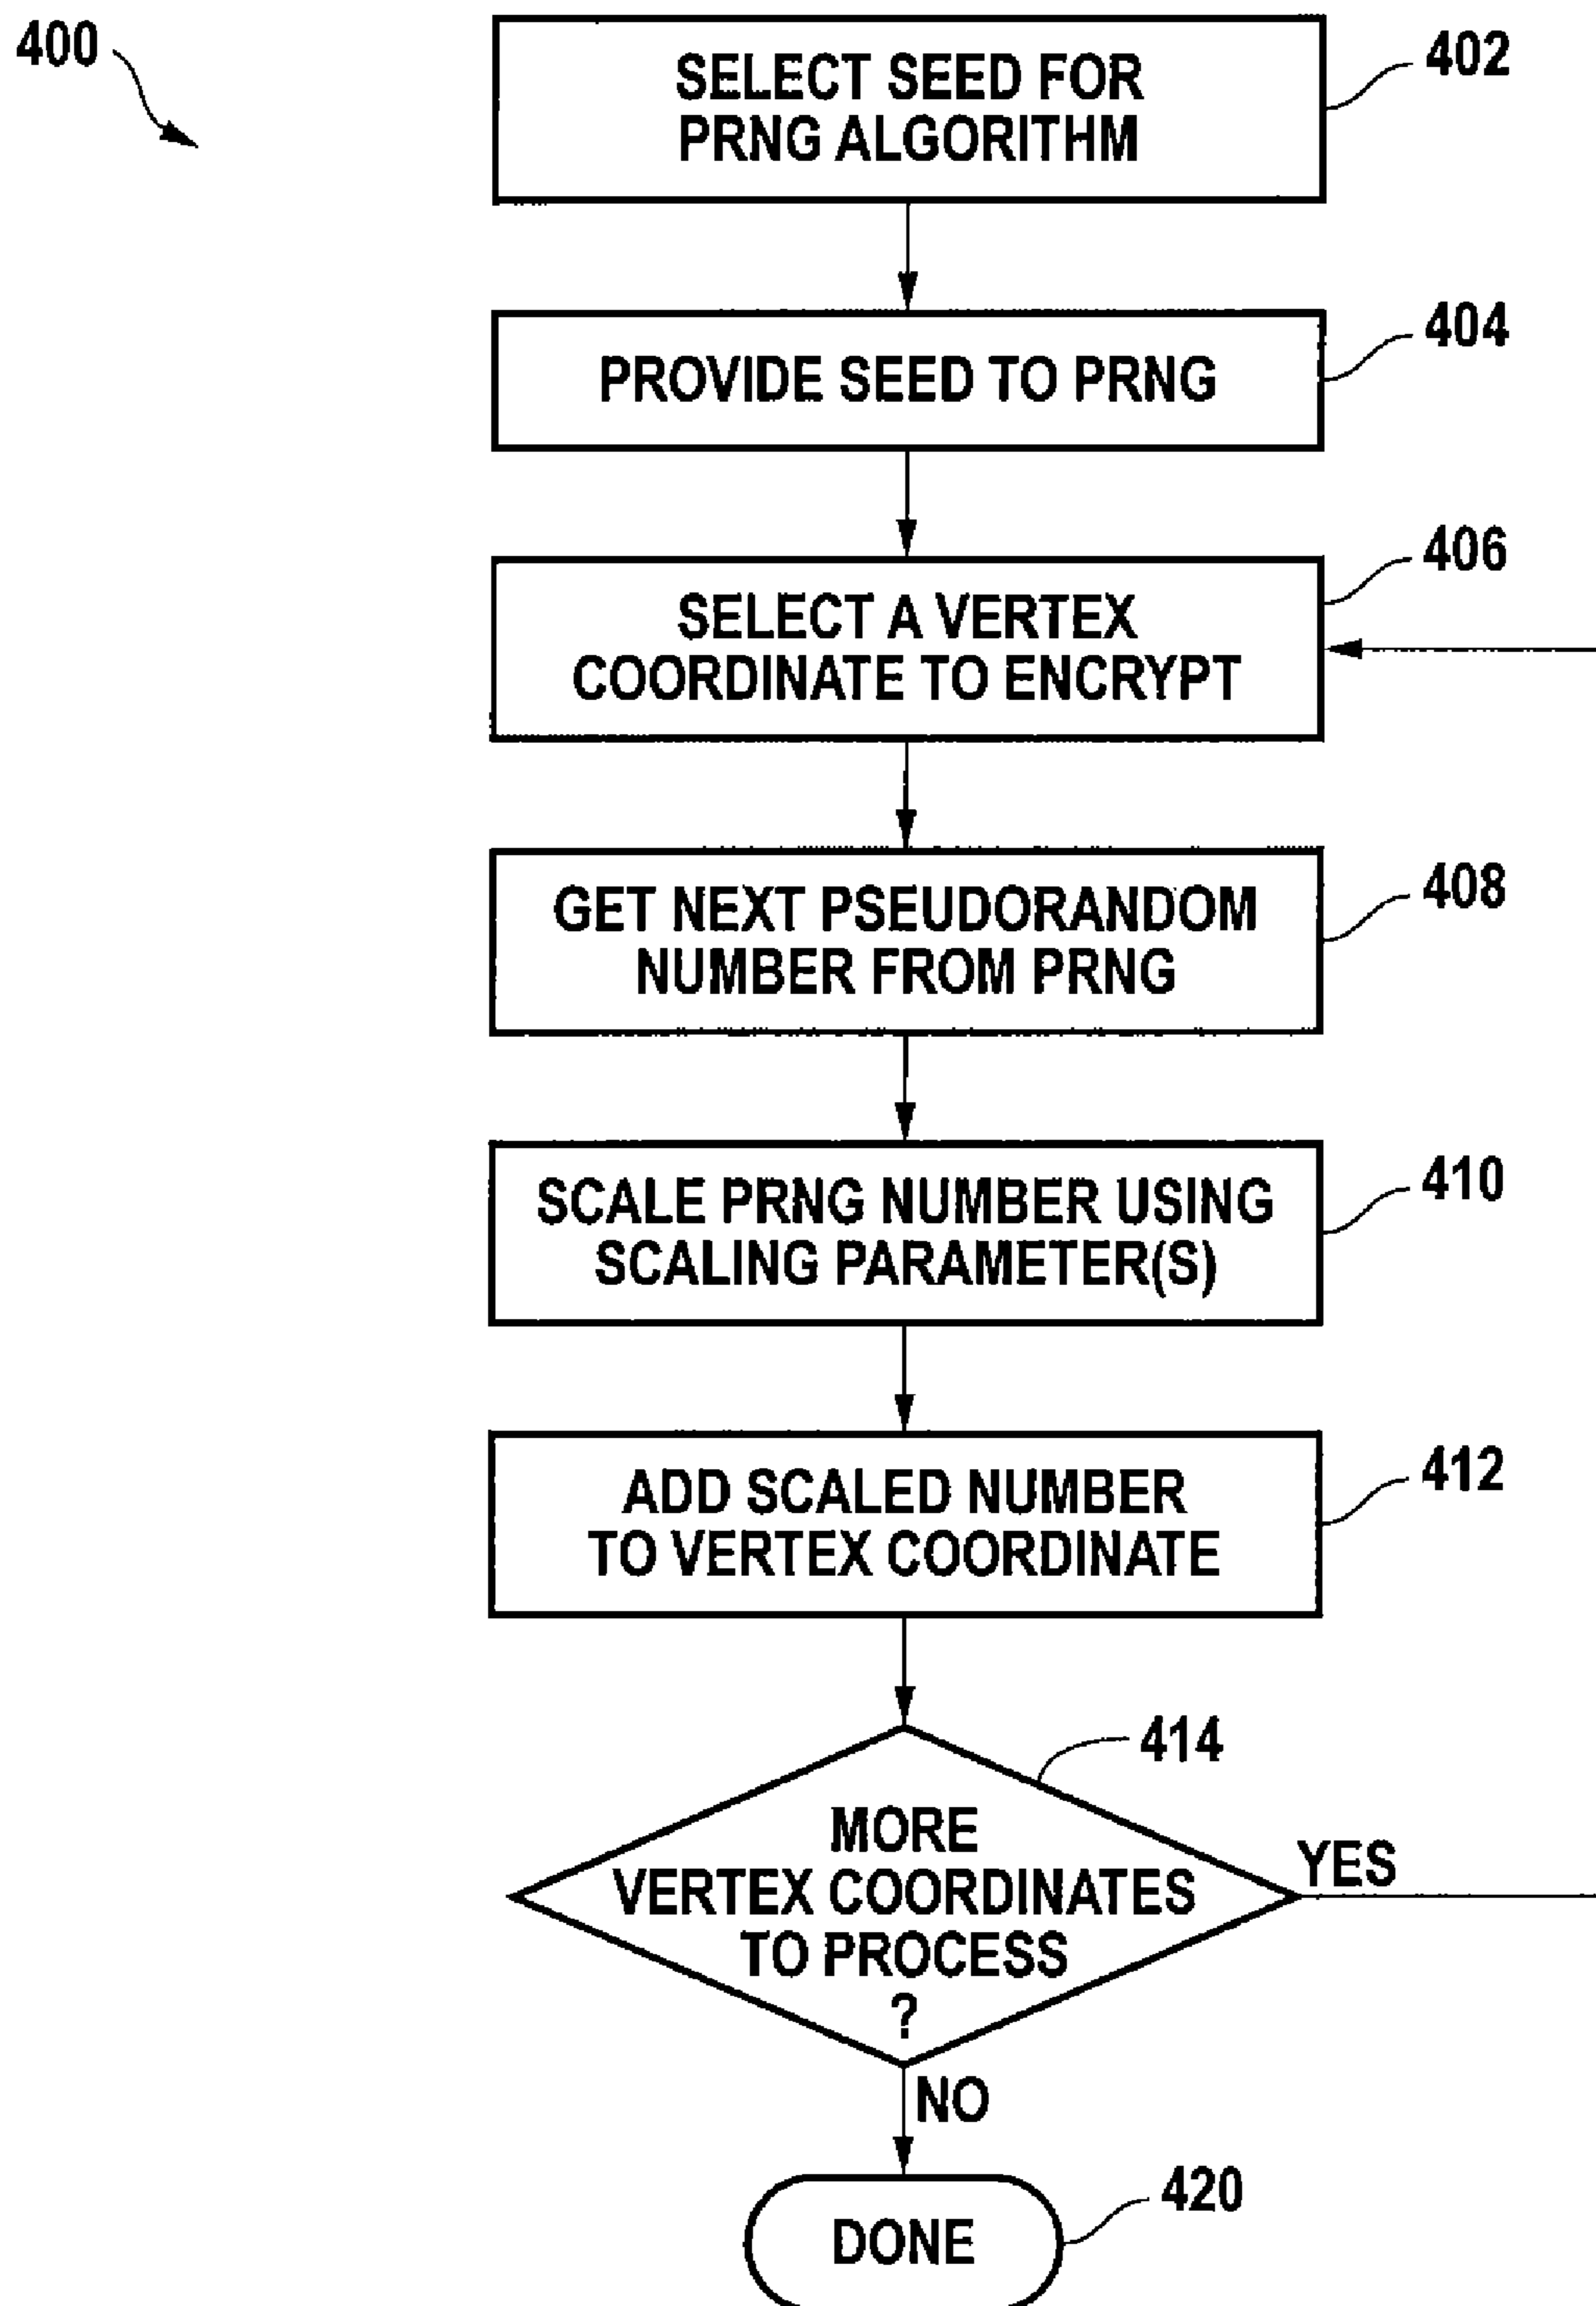 400
SELECT SEED FOR
PRNG ALGORITHM
402
PROVIDE SEED TO PRNG
404
SELECT A VERTEX
COORDINATE TO ENCRYPT
406
GET NEXT PSEUDORANDOM
NUMBER FROM PRNG
408
SCALE PRNG NUMBER USING
SCALING PARAMETER(S)
410
ADD SCALED NUMBER
TO VERTEX COORDINATE
412
414
MORE
VERTEX COORDINATES
TO PROCESS
?
YES
NO
DONE
420